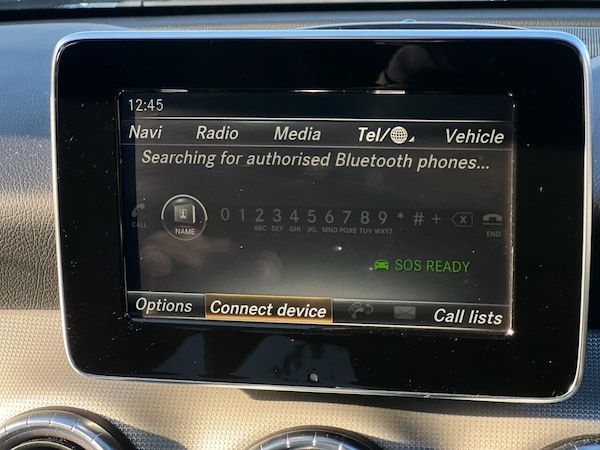 12:45
Navi Radio Media Tel/ Vehicle
Searching for authorised Bluetooth phones...
CALL NAME 0 1 2 3 4 5 6 7 8 9 * # + END
ABC DEF GHI JKL MNO PQRS TUV WXYZ
SOS READY
Options Connect device Call lists